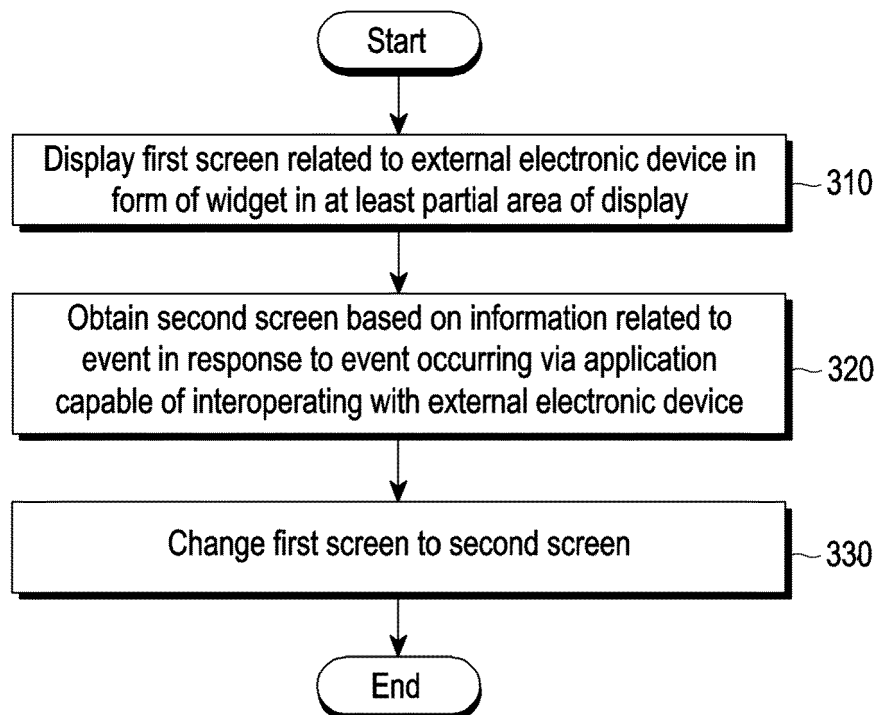 Start
Display first screen related to external electronic device in
form of widget in at least partial area of display
310
Obtain second screen based on information related to
event in response to event occurring via application
capable of interoperating with external electronic device
320
Change first screen to second screen
330
End